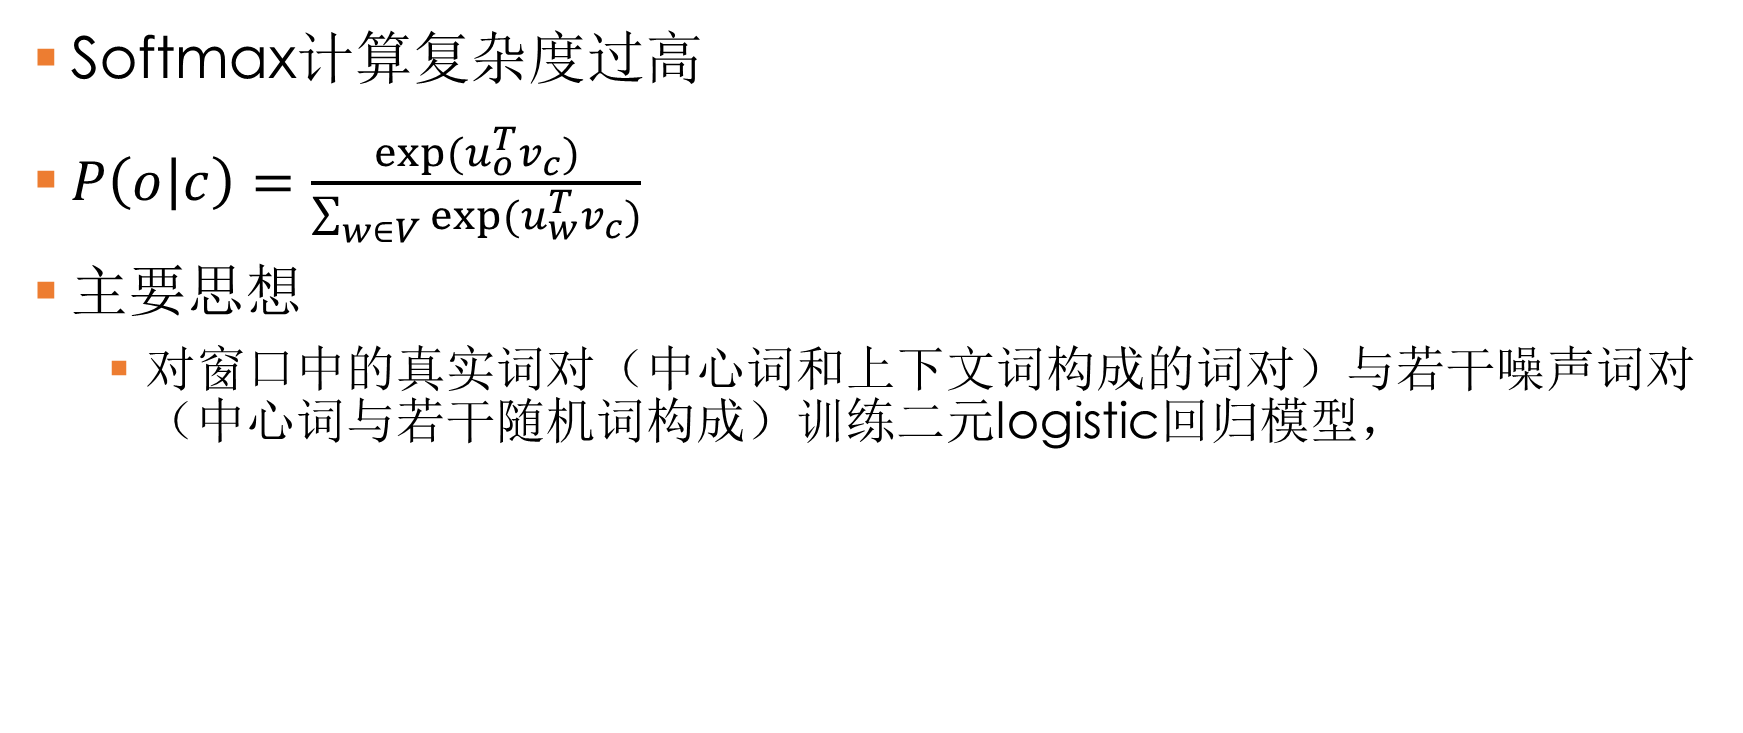 Softmax计算复杂度过高
P(o|c) = exp(u_o^T v_c) / ∑_{w∈V} exp(u_w^T v_c)
主要思想
对窗口中的真实词对（中心词和上下文词构成的词对）与若干噪声词对
（中心词与若干随机词构成）训练二元logistic回归模型，